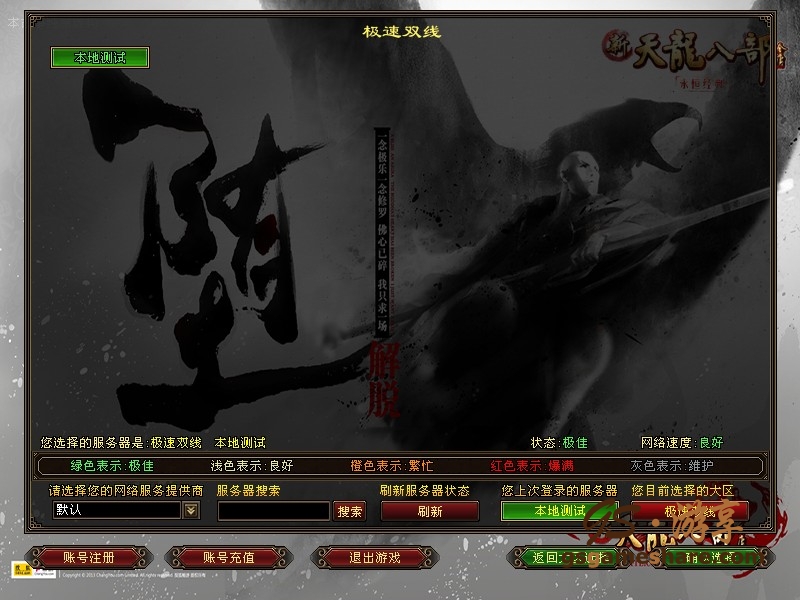 极速双线
本地测试
新天龍八部
永恒经典
堕
一念极乐一念修罗 佛心已碎 我只求一场
解脱
您选择的服务器是:极速双线 本地测试
状态:极佳
网络速度:良好
绿色表示:极佳
浅色表示:良好
橙色表示:繁忙
红色表示:爆满
灰色表示:维护
请选择您的网络服务提供商
服务器搜索
刷新服务器状态
您上次登录的服务器
您目前选择的大区
默认
搜索
刷新
本地测试
账号注册
账号充值
退出游戏